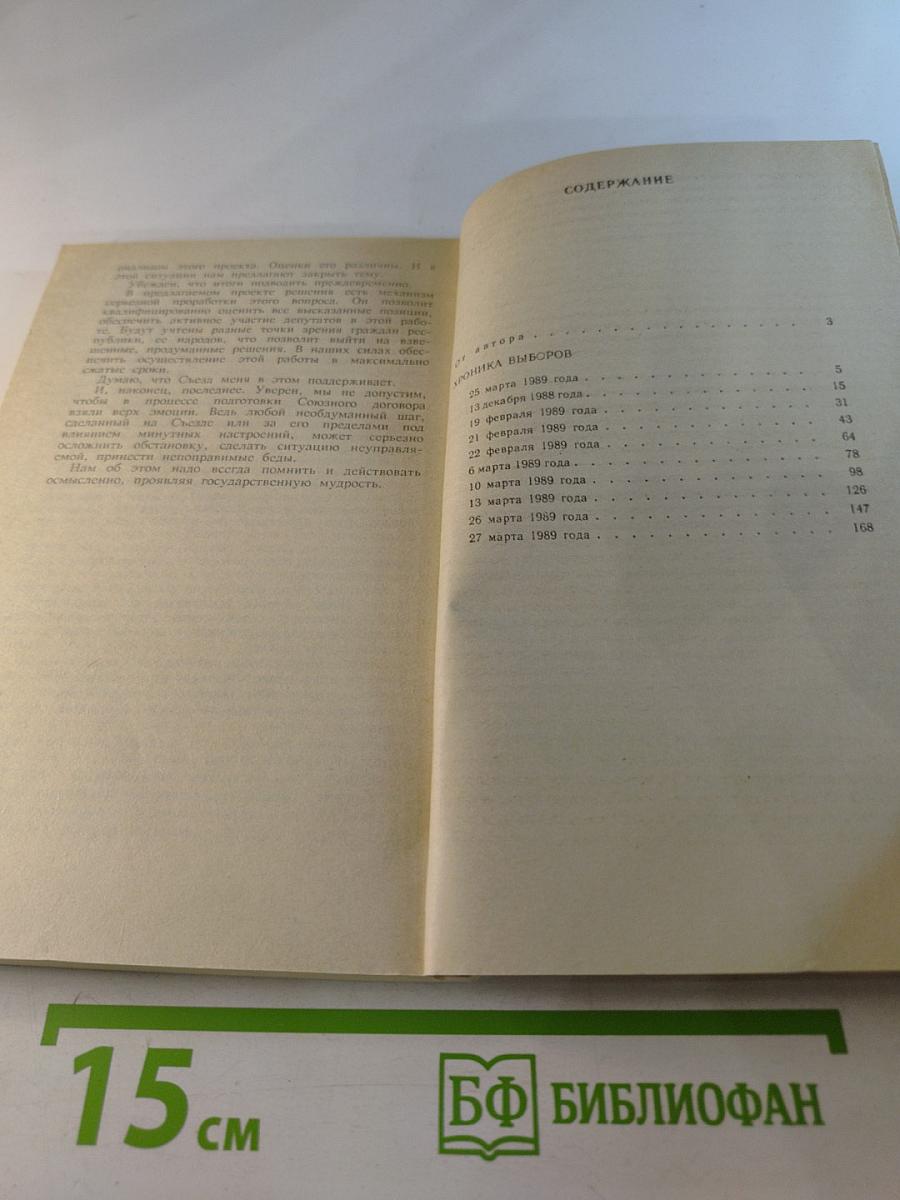 рналиции этого проекта. Оценки его различны. И в
этой ситуации нам предлагают закрыть тему.
Убежден, что итоги подводить преждевременно.
В предлагаемом проекте решения есть механизм
серьезной проработки этого вопроса. Он позволит
квалифицированно оценить все высказанные позиции,
обеспечить активное участие депутатов в этой рабо-
те. Будут учтены разные точки зрения граждан рес-
публики, ее народов, что позволит выйти на взве-
шенные, продуманные решения. В наших силах обес-
печить осуществление этой работы в максимально
сжатые сроки.
Думаю, что Съезд меня в этом поддерживает.
И, наконец, последнее. Уверен, мы не допустим,
чтобы в процессе подготовки Союзного договора
взяли верх эмоции. Ведь любой необдуманный шаг,
сделанный на Съезде или за его пределами под
влиянием минутных настроений, может серьезно
осложнить обстановку, сделать ситуацию неуправля-
емой, принести непоправимые беды.
Нам об этом надо всегда помнить и действовать
осмысленно, проявляя государственную мудрость.
СОДЕРЖАНИЕ
От автора . . . . . . . . . . . . 3
ХРОНИКА ВЫБОРОВ
25 марта 1989 года . . . . . . . . . . . . 5
13 декабря 1988 года . . . . . . . . . . . . 15
19 февраля 1989 года . . . . . . . . . . . . 31
21 февраля 1989 года . . . . . . . . . . . . 43
22 февраля 1989 года . . . . . . . . . . . . 64
6 марта 1989 года . . . . . . . . . . . . 78
10 марта 1989 года . . . . . . . . . . . . 98
13 марта 1989 года . . . . . . . . . . . . 126
26 марта 1989 года . . . . . . . . . . . . 147
27 марта 1989 года . . . . . . . . . . . . 168
15 см
БФ БИБЛИОФАН